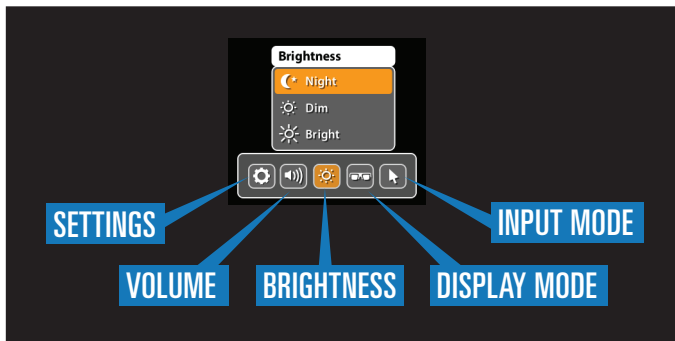 Brightness
Night
Dim
Bright
SETTINGS
INPUT MODE
VOLUME
BRIGHTNESS
DISPLAY MODE